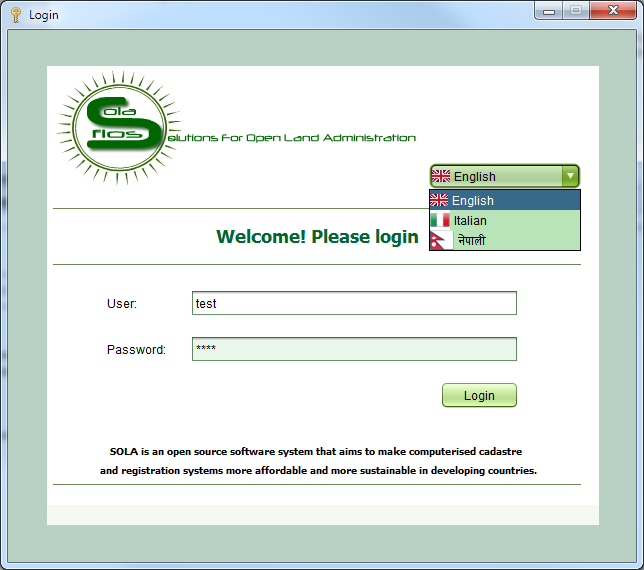 Login
Sola
flos
Solutions For Open Land Administration
English
English
Italian
नेपाली
Welcome! Please login
User:
test
Password:
****
Login
SOLA is an open source software system that aims to make computerised cadastre
and registration systems more affordable and more sustainable in developing countries.